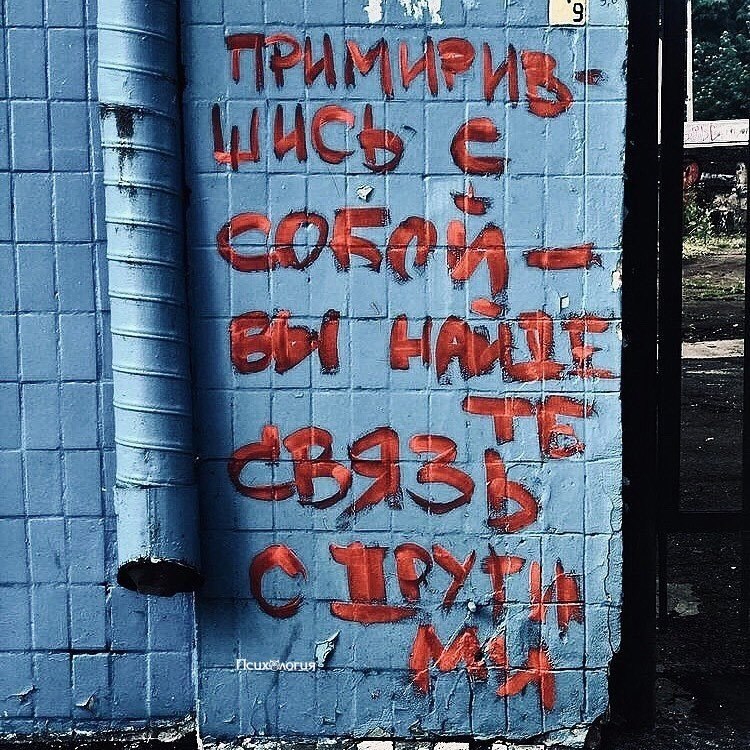 9
ПРИМИРИВ-
ШИСЬ С
СОБОЙ —
ВЫ НАЙДЕ
ТЕ
СВЯЗЬ
С ДРУГИ
МИ
Психология